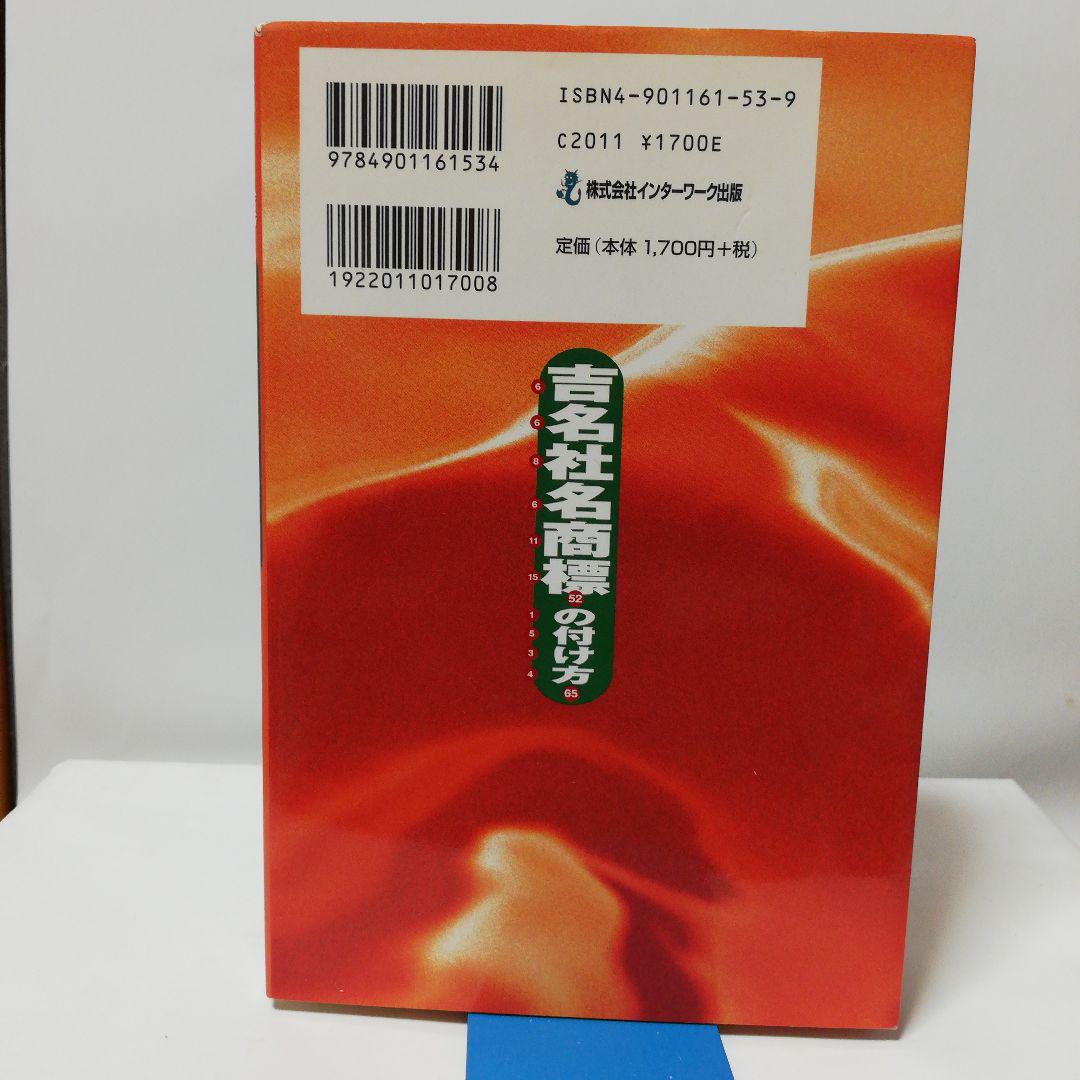 ISBN4-901161-53-9
C2011 ¥1700E
株式会社インターワーク出版
定価(本体 1,700円+税)
9784901161534
1922011017008
吉名社名商標の付け方
6
6
8
6
11
15
52
1
5
3
4
65